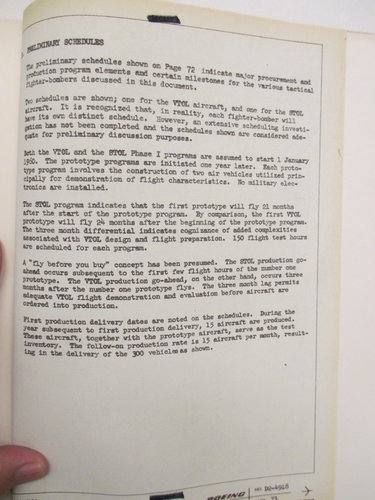 PRELIMINARY SCHEDULES
The preliminary schedules shown on Page 72 indicate major procurement and
production program elements and certain milestones for the various tactical
fighter-bombers discussed in this document.
Two schedules are shown; one for the VTOL aircraft, and one for the STOL
aircraft. It is recognized that, in reality, each fighter-bomber will
have its own distinct schedule. However, an extensive scheduling investi-
gation has not been completed and the schedules shown are considered ade-
quate for preliminary discussion purposes.
Both the VTOL and the STOL Phase I programs are assumed to start 1 January
1960. The prototype programs are initiated one year later. Each proto-
type program involves the construction of two air vehicles utilized prin-
cipally for demonstration of flight characteristics. No military elec-
tronics are installed.
The STOL program indicates that the first prototype will fly 21 months
after the start of the prototype program. By comparison, the first VTOL
prototype will fly 24 months after the beginning of the prototype program.
The three month differential indicates cognizance of added complexities
associated with VTOL design and flight preparation. 150 flight test hours
are scheduled for each program.
A "fly before you buy" concept has been presumed. The STOL production go-
ahead occurs subsequent to the first few flight hours of the number one
prototype. The VTOL production go-ahead, on the other hand, occurs three
months after the number one prototype flys. The three month lag permits
adequate VTOL flight demonstration and evaluation before aircraft are
ordered into production.
First production delivery dates are noted on the schedules. During the
year subsequent to first production delivery, 15 aircraft are produced.
These aircraft, together with the prototype aircraft, serve as the test
inventory. The follow-on production rate is 15 aircraft per month, result-
ing in the delivery of the 300 vehicles as shown.
BOEING NO. D2-4918